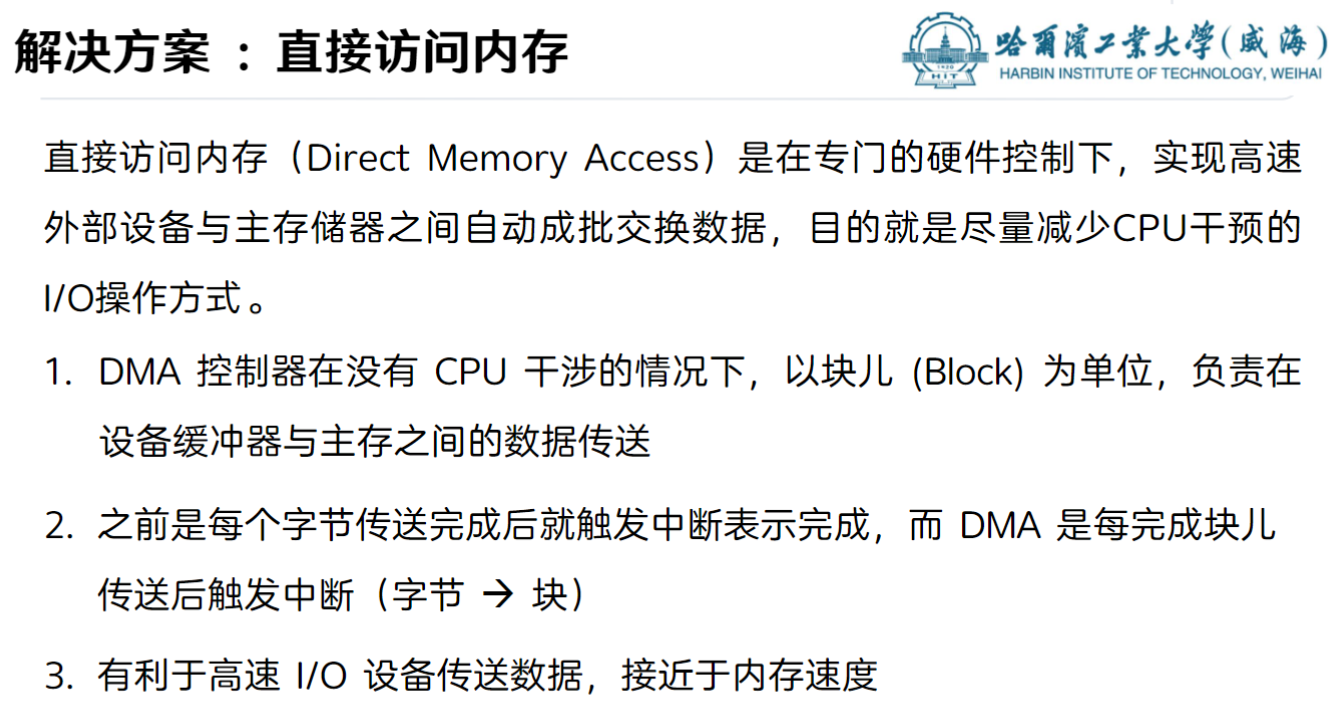 解决方案 ：直接访问内存
哈爾濱工業大學(威海)
HARBIN INSTITUTE OF TECHNOLOGY, WEIHAI
HIT
直接访问内存（Direct Memory Access）是在专门的硬件控制下，实现高速
外部设备与主存储器之间自动成批交换数据，目的就是尽量减少CPU干预的
I/O操作方式。
1. DMA 控制器在没有 CPU 干涉的情况下，以块儿 (Block) 为单位，负责在
设备缓冲器与主存之间的数据传送
2. 之前是每个字节传送完成后就触发中断表示完成，而 DMA 是每完成块儿
传送后触发中断（字节 → 块）
3. 有利于高速 I/O 设备传送数据，接近于内存速度